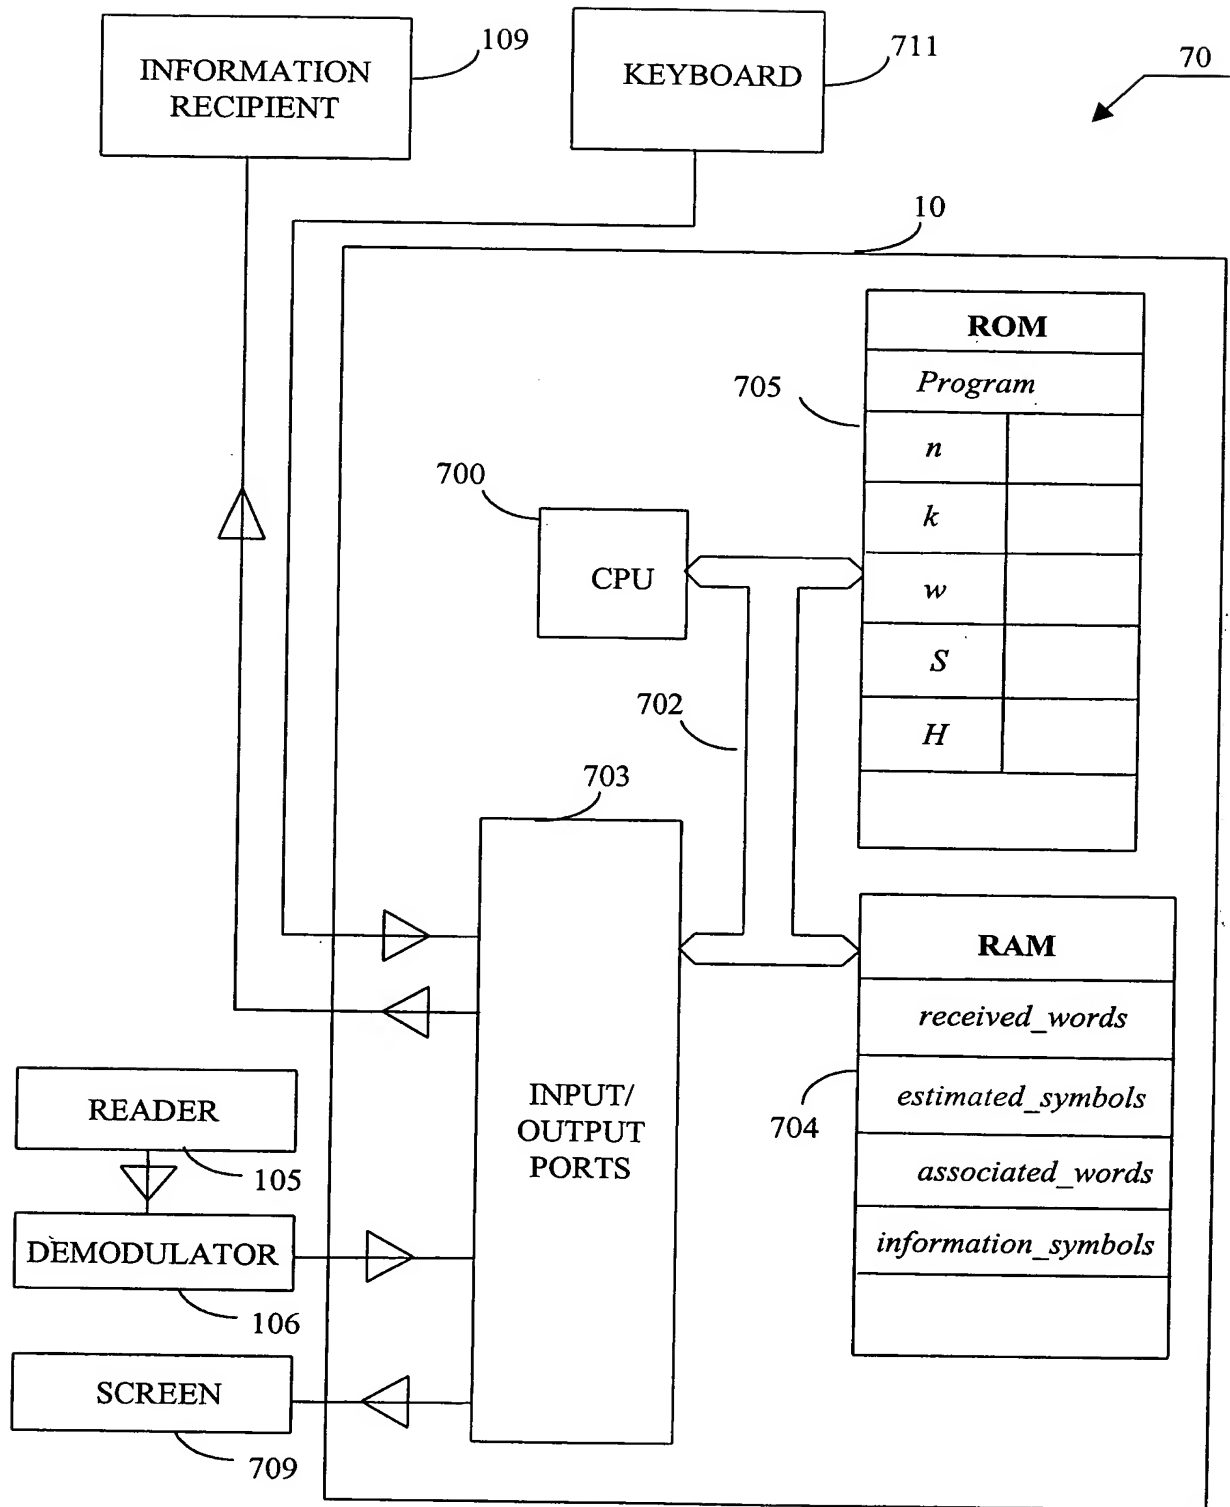 109
711
70
INFORMATION
RECIPIENT
KEYBOARD
10
ROM
Program
705
n
k
w
S
H
700
CPU
702
703
INPUT/
OUTPUT
PORTS
RAM
received_words
estimated_symbols
704
associated_words
information_symbols
READER
105
DEMODULATOR
106
SCREEN
709